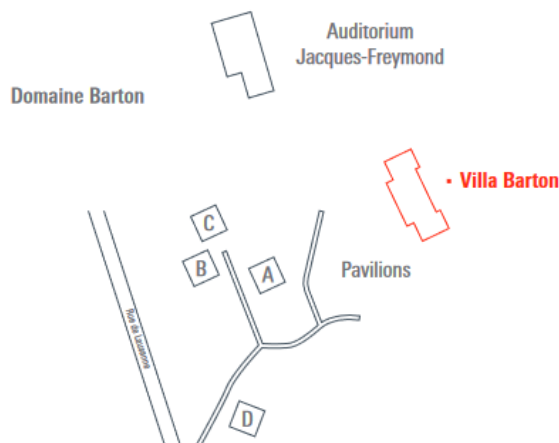 Auditorium
Jacques-Freymond
Domaine Barton
Villa Barton
C
B
A
Pavilions
Rue de Lausanne
D